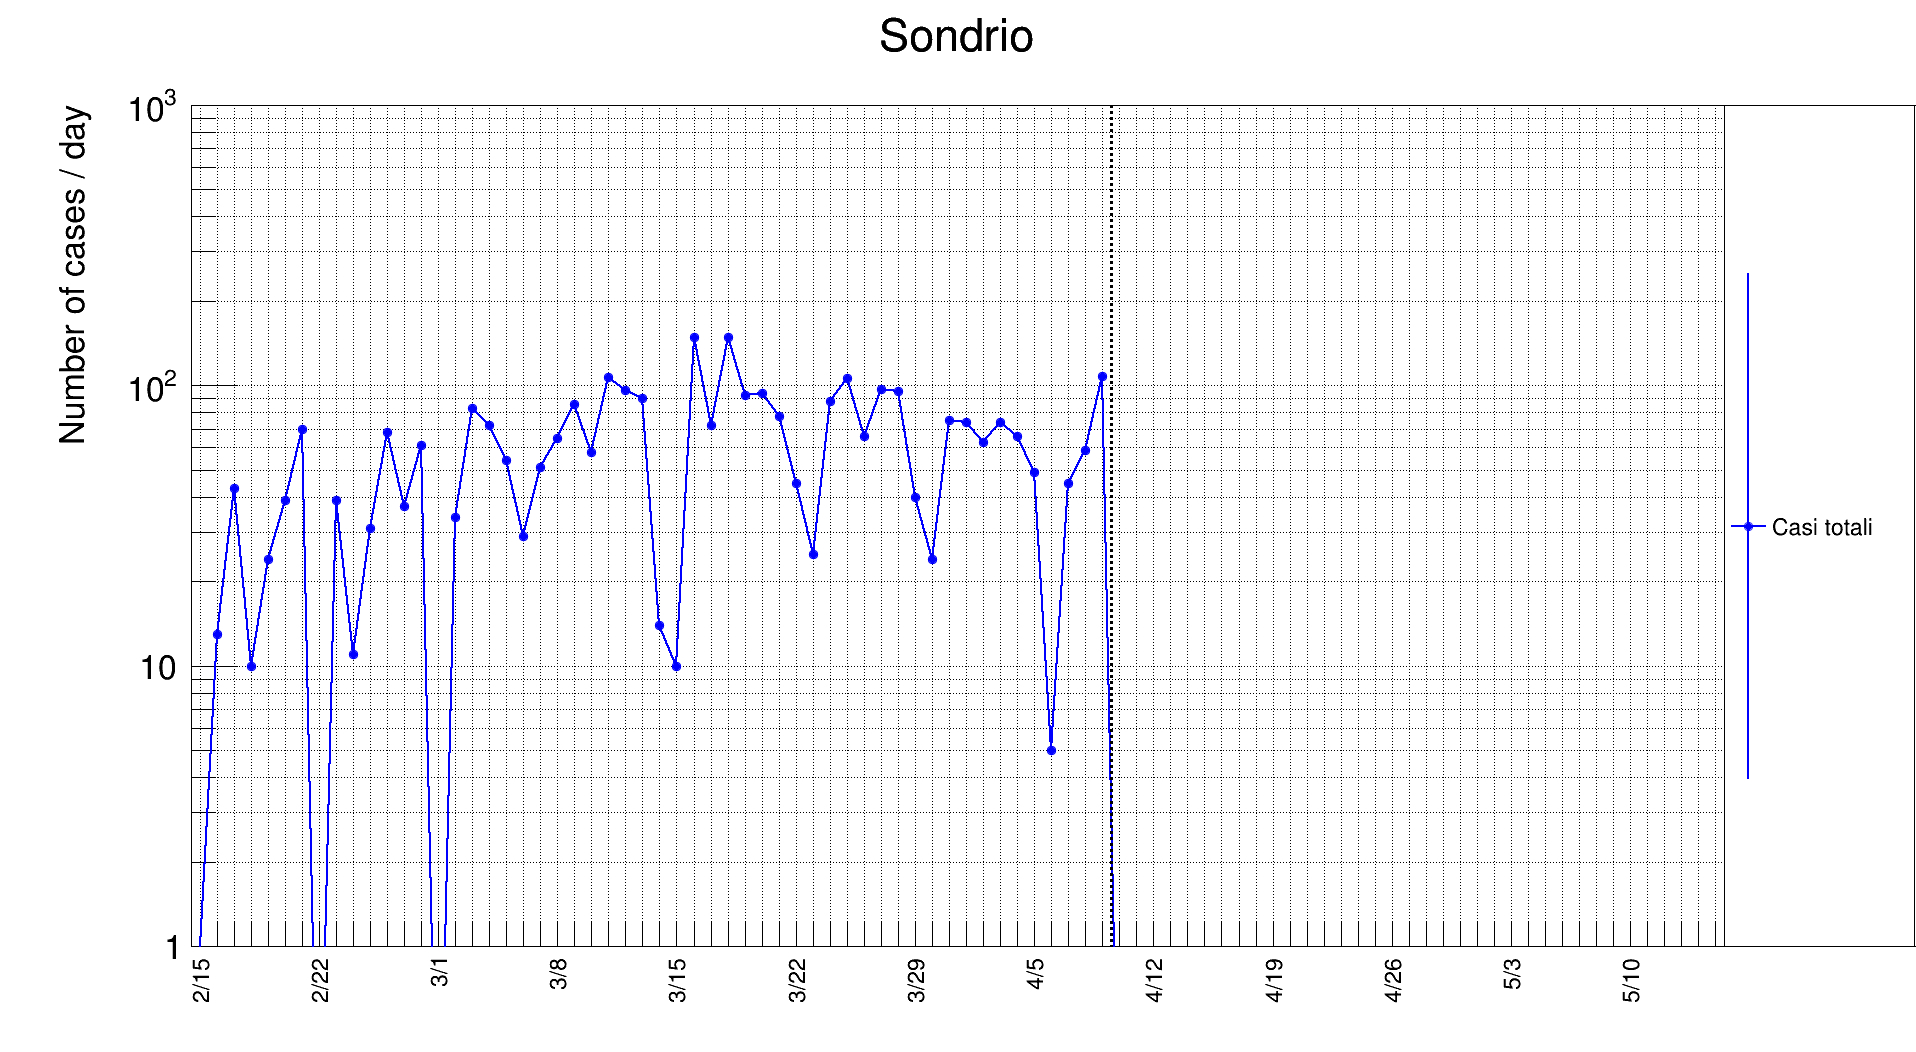 Sondrio
Number of cases / day
10³
10²
10
1
2/15 2/22 3/1 3/8 3/15 3/22 3/29 4/5 4/12 4/19 4/26 5/3 5/10
Casi totali